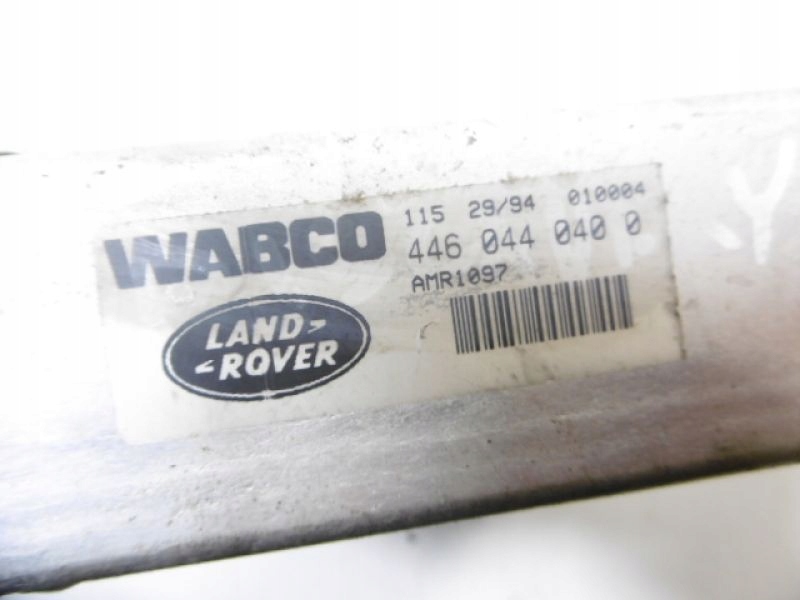 WABCO
115 29/94 010004
446 044 040 0
AMR1097
LAND
ROVER